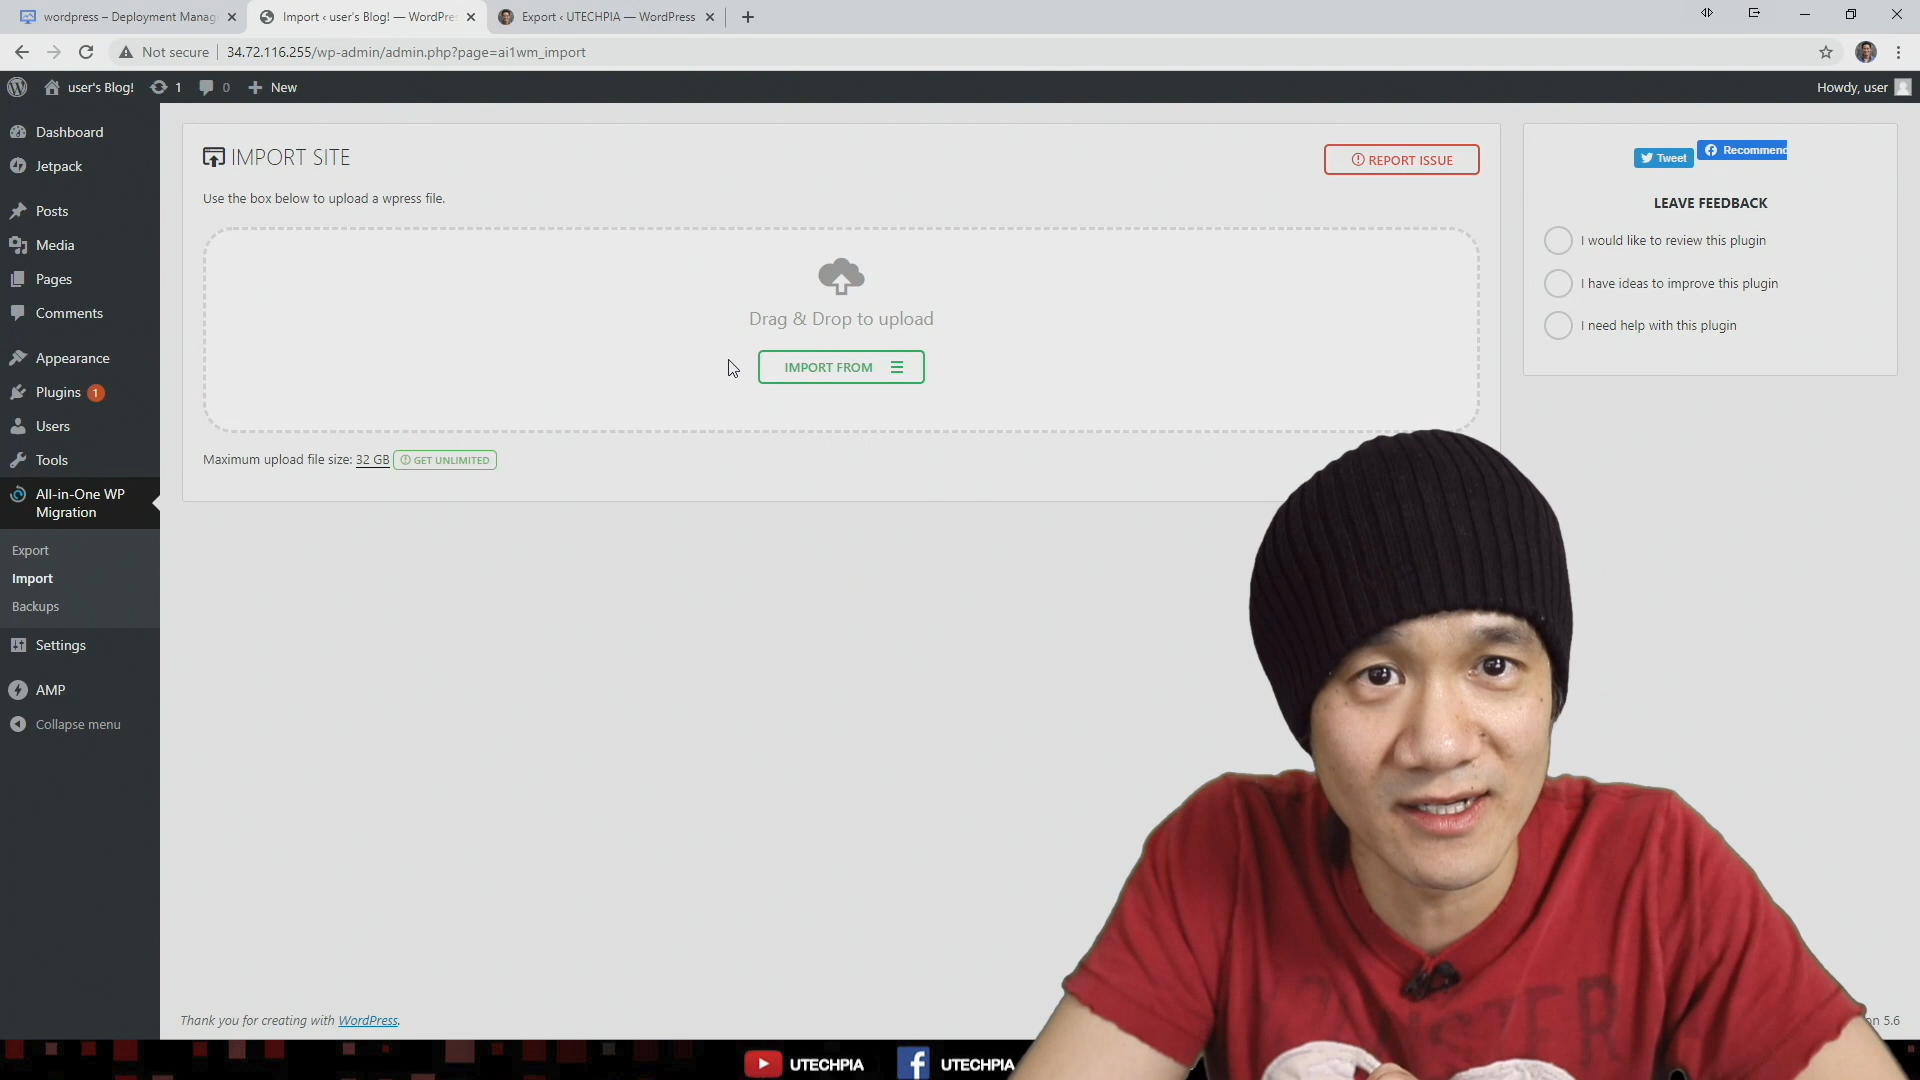 wordpress – Deployment Manag
Import ‹ user's Blog! — WordPre
Export ‹ UTECHPIA — WordPress
Not secure
34.72.116.255/wp-admin/admin.php?page=ai1wm_import
user's Blog!
1
0
New
Howdy, user
Dashboard
Jetpack
Posts
Media
Pages
Comments
Appearance
Plugins 1
Users
Tools
All-in-One WP
Migration
Export
Import
Backups
Settings
AMP
Collapse menu
IMPORT SITE
REPORT ISSUE
Use the box below to upload a wpress file.
Drag & Drop to upload
IMPORT FROM
Maximum upload file size: 32 GB GET UNLIMITED
Tweet
Recommend
LEAVE FEEDBACK
I would like to review this plugin
I have ideas to improve this plugin
I need help with this plugin
Thank you for creating with WordPress.
on 5.6
UTECHPIA
UTECHPIA